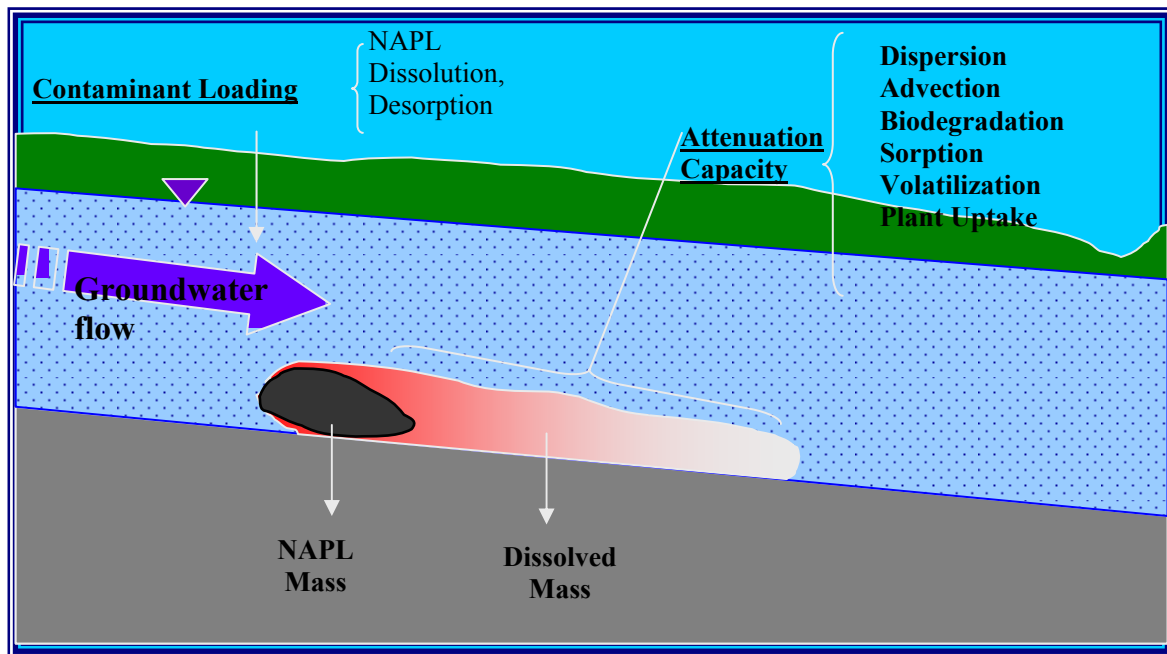 Contaminant Loading
NAPL
Dissolution,
Desorption
Attenuation
Capacity
Dispersion
Advection
Biodegradation
Sorption
Volatilization
Plant Uptake
Groundwater
flow
NAPL
Mass
Dissolved
Mass